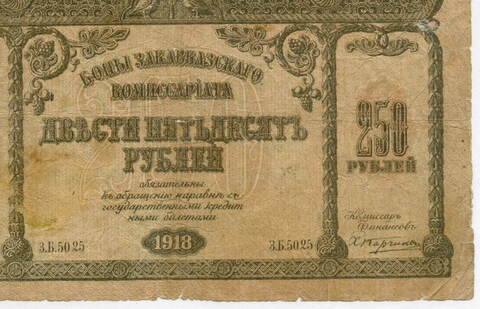 БОНЫ ЗАКАВКАЗСКАГО
КОМИССАРІАТА
ДВѢСТИ ПЯТЬДЕСЯТЪ
РУБЛЕЙ
обязательны
къ обращенію наравнѣ съ
государственными кредит
ными билетами
З.Б.5025
1918
З.Б.5025
250
РУБЛЕЙ
Комиссаръ
Финансовъ